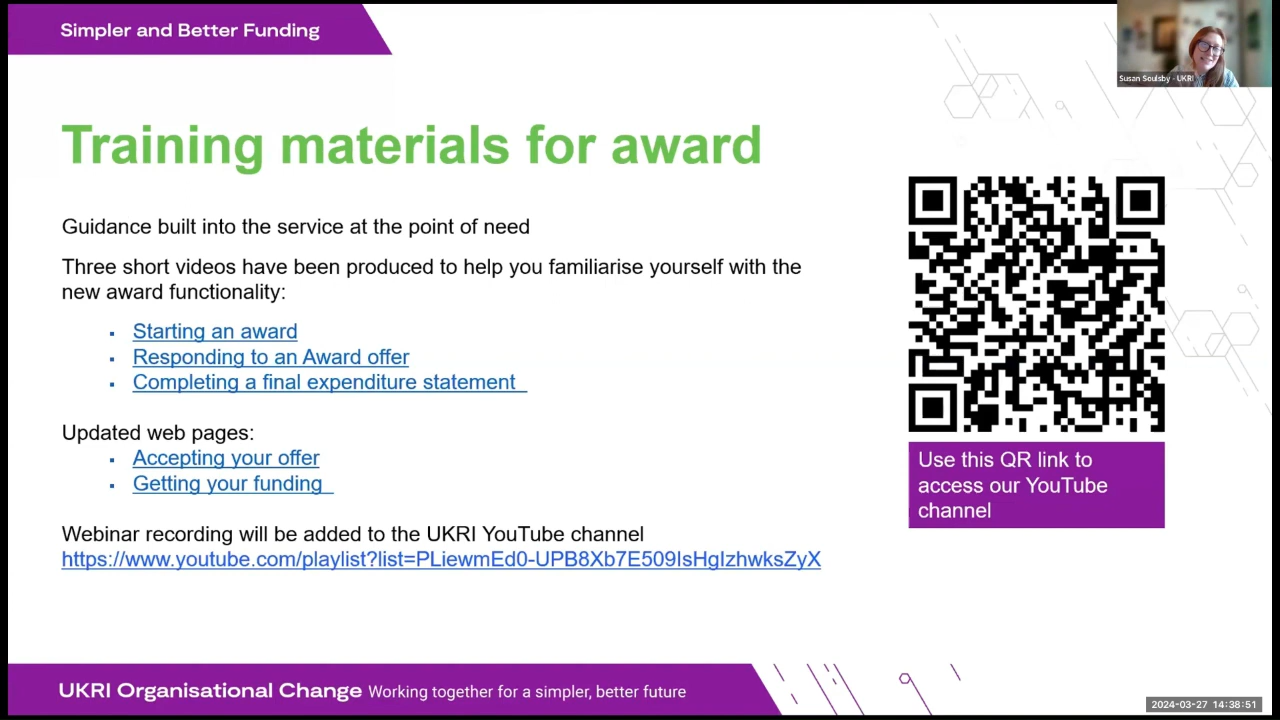 Simpler and Better Funding
Susan Soulsby - UKRI
Training materials for award
Guidance built into the service at the point of need
Three short videos have been produced to help you familiarise yourself with the
new award functionality:
Starting an award
Responding to an Award offer
Completing a final expenditure statement
Updated web pages:
Accepting your offer
Getting your funding
Webinar recording will be added to the UKRI YouTube channel
https://www.youtube.com/playlist?list=PLiewmEd0-UPB8Xb7E509IsHgIzhwksZyX
Use this QR link to
access our YouTube
channel
UKRI Organisational Change Working together for a simpler, better future
2024-03-27 14:38:51